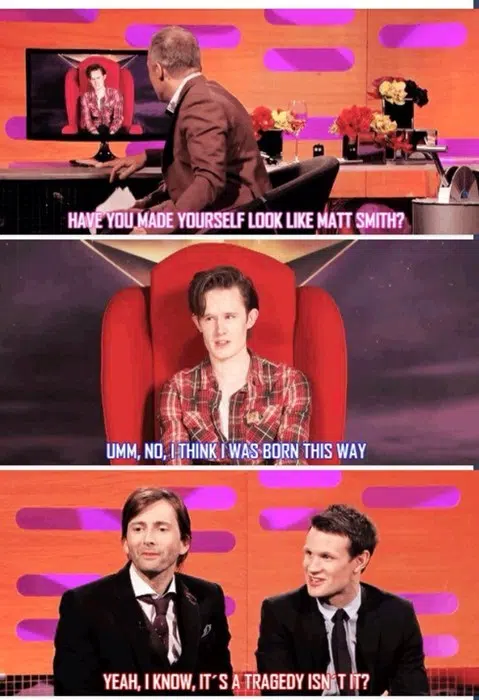 HAVE YOU MADE YOURSELF LOOK LIKE MATT SMITH?
UMM, NO, I THINK I WAS BORN THIS WAY
YEAH, I KNOW, IT´S A TRAGEDY ISN´T IT?